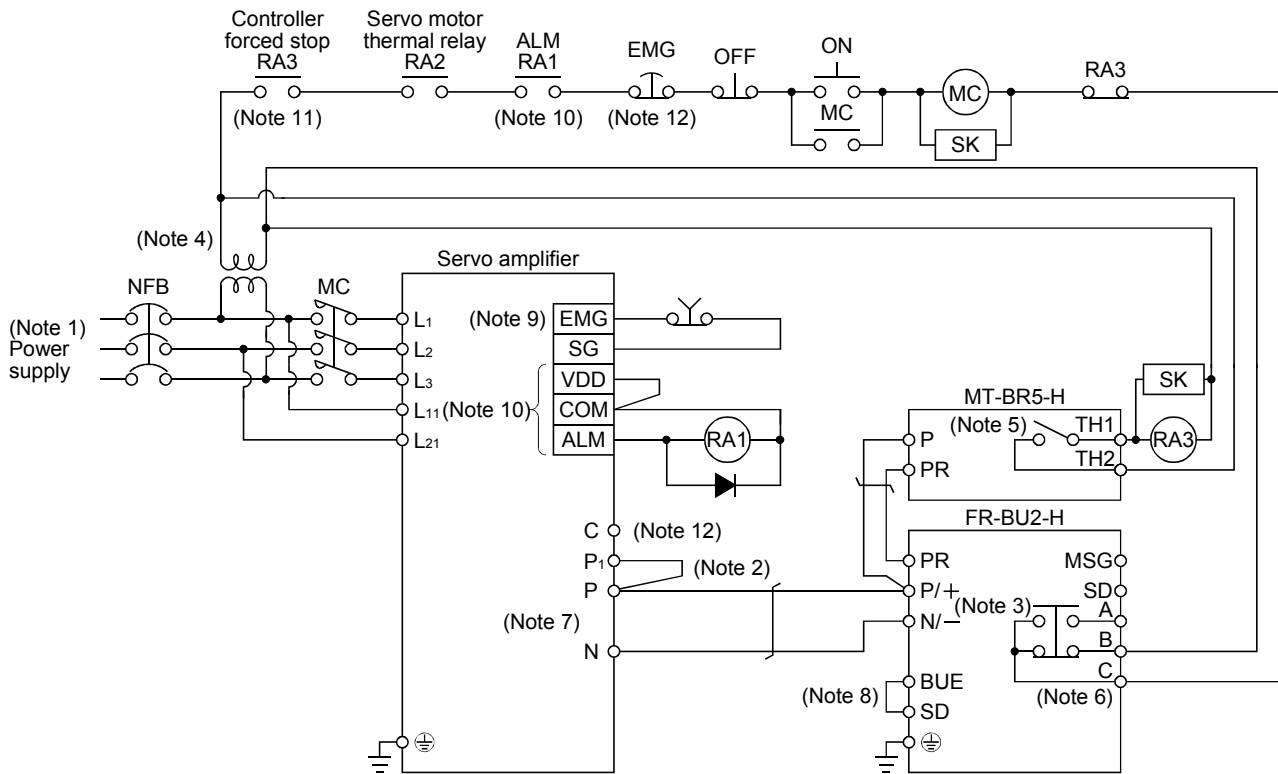 Controller
forced stop
RA3
(Note 11)
Servo motor
thermal relay
RA2
ALM
RA1
(Note 10)
EMG
(Note 12)
OFF
ON
MC
MC
SK
RA3
(Note 4)
NFB
MC
(Note 1)
Power
supply
Servo amplifier
L1
L2
L3
L11
L21
(Note 9)
EMG
SG
(Note 10)
VDD
COM
ALM
RA1
C
(Note 12)
P1
P
(Note 2)
(Note 7)
N
MT-BR5-H
P
PR
(Note 5)
TH1
TH2
SK
RA3
FR-BU2-H
PR
P/+
N/−
MSG
SD
(Note 3)
A
B
C
(Note 6)
(Note 8)
BUE
SD